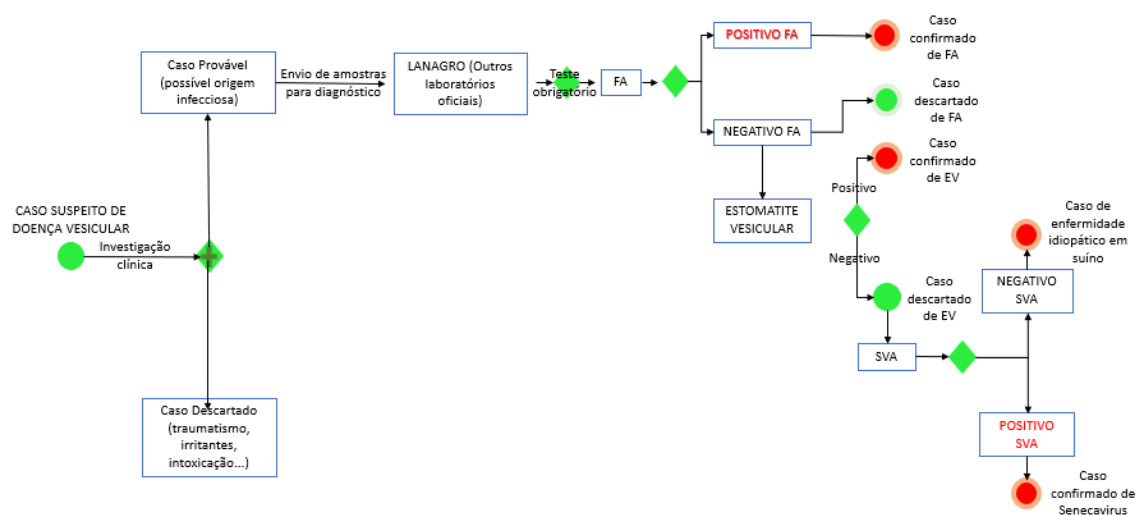 CASO SUSPEITO DE
DOENÇA VESICULAR
Investigação
clínica
Caso Provável
(possível origem
infecciosa)
Caso Descartado
(traumatismo,
irritantes,
intoxicação...)
Envio de amostras
para diagnóstico
LANAGRO (Outros
laboratórios
oficiais)
Teste
obrigatório
FA
POSITIVO FA
Caso
confirmado
de FA
NEGATIVO FA
Caso
descartado
de FA
ESTOMATITE
VESICULAR
Positivo
Caso
confirmado
de EV
Negativo
Caso
descartado
de EV
SVA
NEGATIVO
SVA
Caso de
enfermidade
idiopático em
suíno
POSITIVO
SVA
Caso
confirmado de
Senecavirus